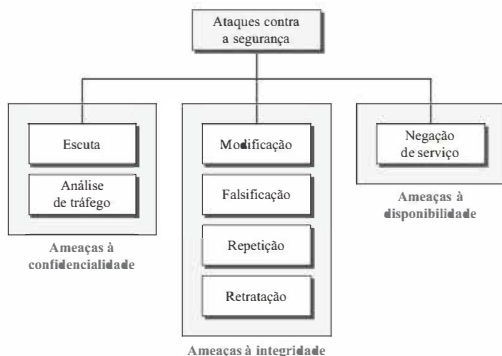 Ataques contra
a segurança
Escuta
Análise
de tráfego
Ameaças à
confidencialidade
Modificação
Falsificação
Repetição
Retratação
Ameaças à integridade
Negação
de serviço
Ameaças à
disponibilidade